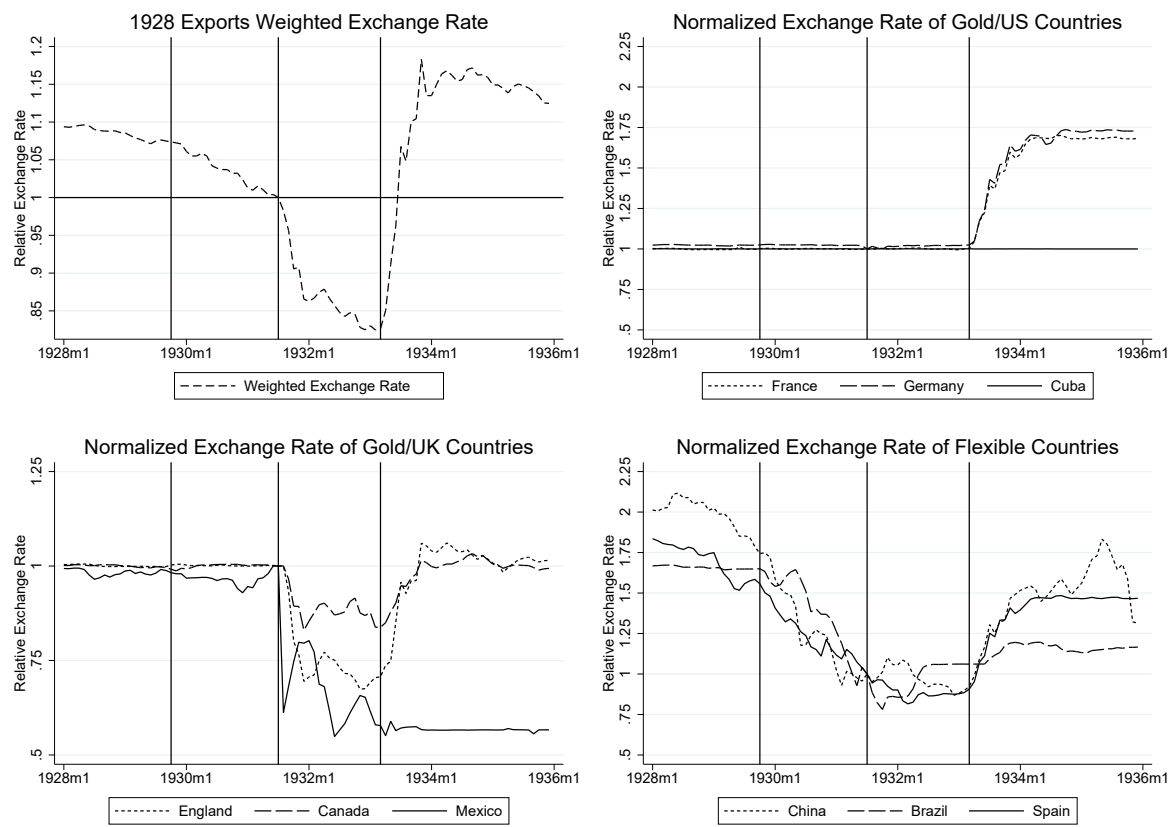 1928 Exports Weighted Exchange Rate
Relative Exchange Rate
1.2
1.15
1.1
1.05
1
.95
.9
.85
1928m1 1930m1 1932m1 1934m1 1936m1
Weighted Exchange Rate
Normalized Exchange Rate of Gold/US Countries
Relative Exchange Rate
2.25
2
1.75
1.5
1.25
1
.75
.5
1928m1 1930m1 1932m1 1934m1 1936m1
France Germany Cuba
Normalized Exchange Rate of Gold/UK Countries
Relative Exchange Rate
1.25
1
.75
.5
1928m1 1930m1 1932m1 1934m1 1936m1
England Canada Mexico
Normalized Exchange Rate of Flexible Countries
Relative Exchange Rate
2.25
2
1.75
1.5
1.25
1
.75
.5
1928m1 1930m1 1932m1 1934m1 1936m1
China Brazil Spain